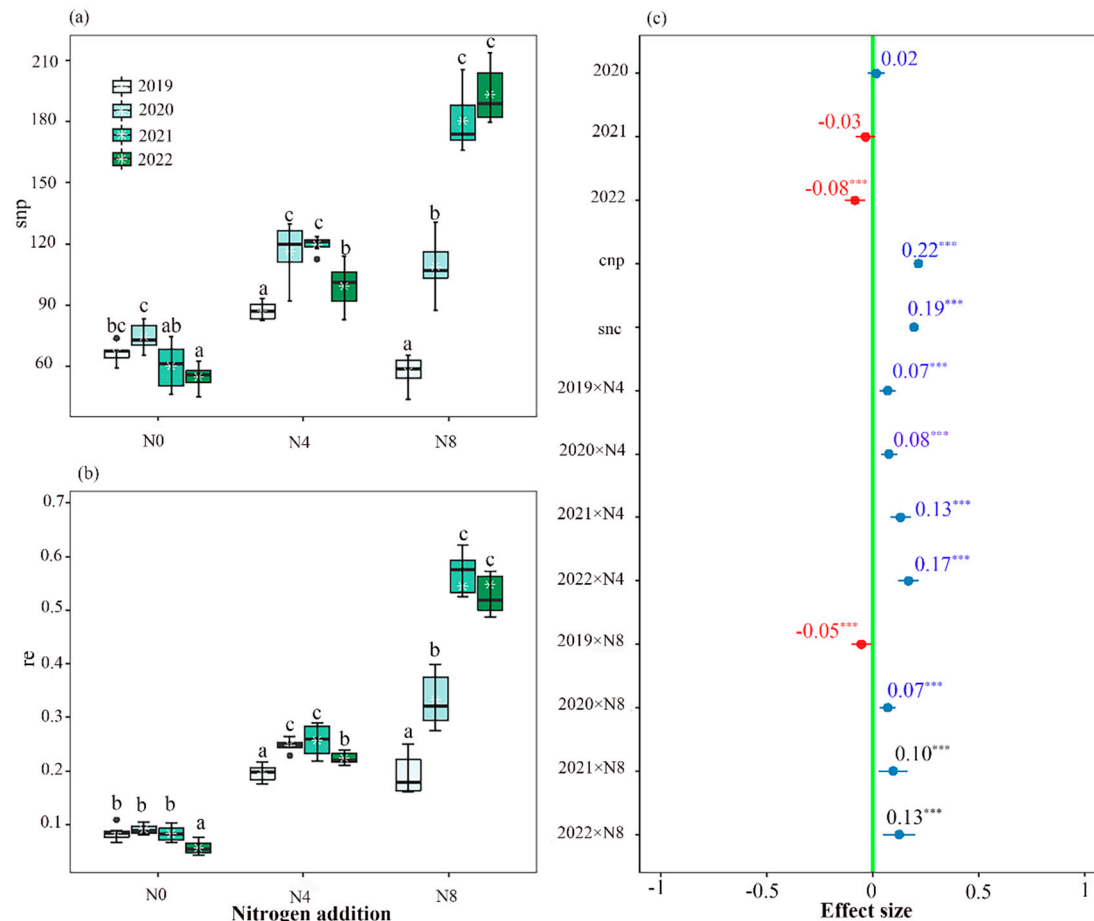 (a)
210
180
150
120
90
60
snp
2019
2020
2021
2022
bc c ab a
a c c b
a b c c
N0 N4 N8
(b)
0.7
0.6
0.5
0.4
0.3
0.2
0.1
re
b b b a
a c c b
a b c c
N0 N4 N8
Nitrogen addition
(c)
2020 0.02
2021 -0.03
2022 -0.08***
cnp 0.22***
snc 0.19***
2019×N4 0.07***
2020×N4 0.08***
2021×N4 0.13***
2022×N4 0.17***
2019×N8 -0.05***
2020×N8 0.07***
2021×N8 0.10***
2022×N8 0.13***
-1 -0.5 0 0.5 1
Effect size